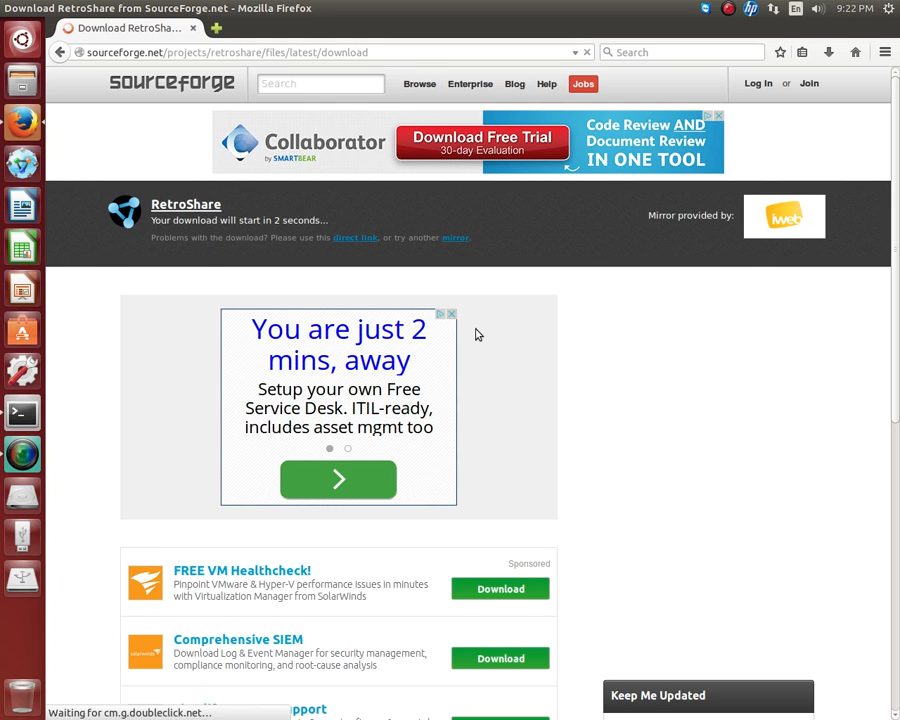 Download RetroShare from SourceForge.net - Mozilla Firefox
En
9:22 PM
Download RetroSha...
sourceforge.net/projects/retroshare/files/latest/download
Search
sourceforge
Search
Browse
Enterprise
Blog
Help
Jobs
Log In or Join
Collaborator
by SMARTBEAR
Download Free Trial
30-day Evaluation
Code Review AND
Document Review
IN ONE TOOL
RetroShare
Your download will start in 2 seconds...
Problems with the download? Please use this direct link, or try another mirror.
Mirror provided by:
iweb
You are just 2
mins, away
Setup your own Free
Service Desk. ITIL-ready,
includes asset mgmt too
Sponsored
FREE VM Healthcheck!
Pinpoint VMware & Hyper-V performance issues in minutes
with Virtualization Manager from SolarWinds
Download
Comprehensive SIEM
Download Log & Event Manager for security management,
compliance monitoring, and root-cause analysis
Download
Keep Me Updated
Waiting for cm.g.doubleclick.net...